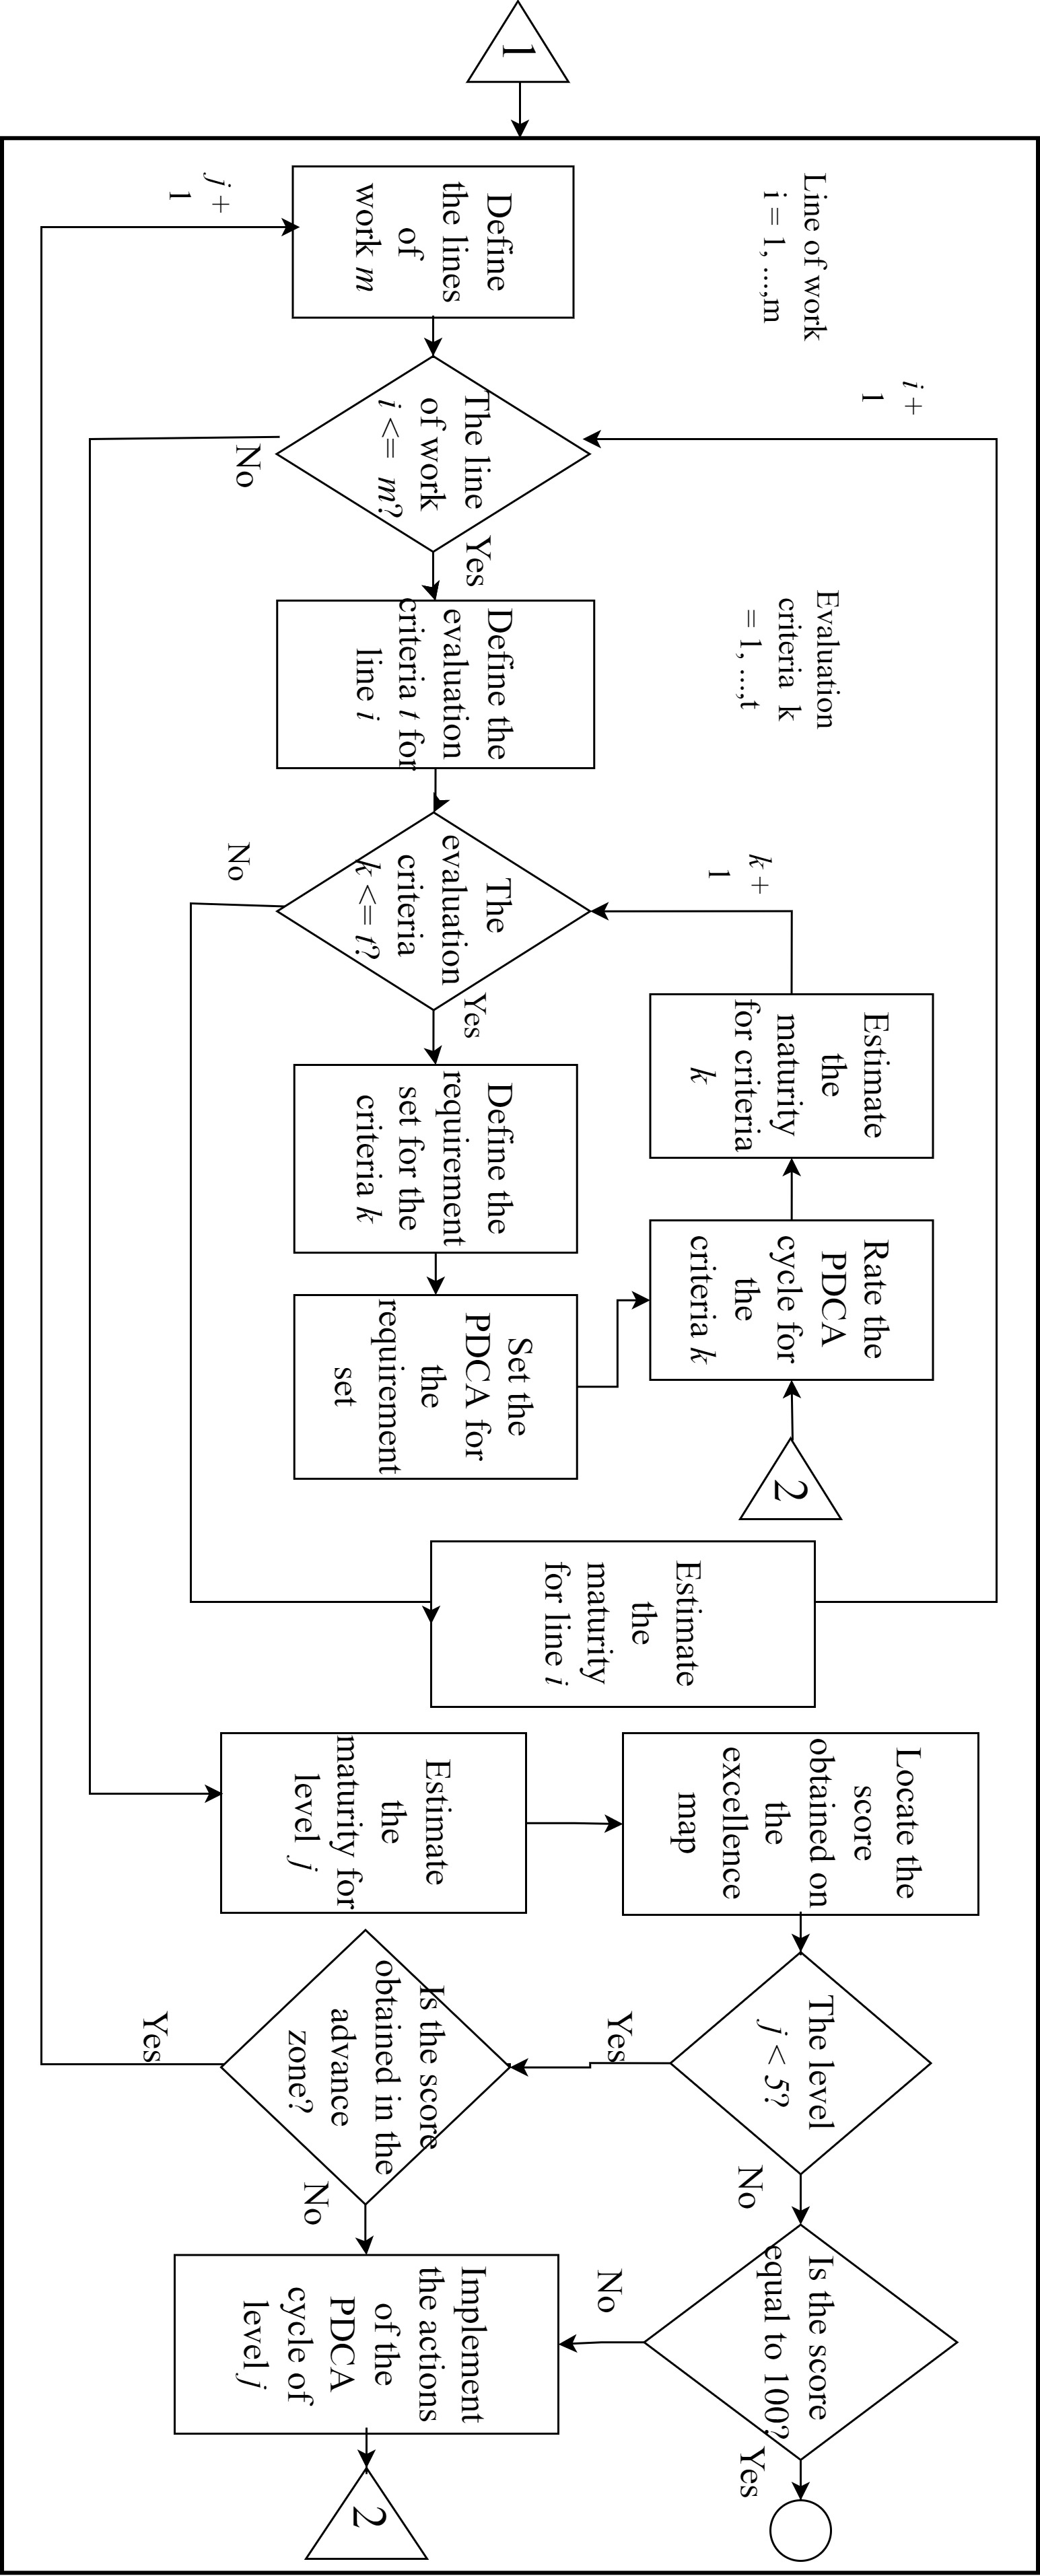 1
Line of work
i = 1, ...,m
i +
1
Define
the lines
of
work m
j +
1
The line
of work
i <= m?
Yes
No
Evaluation
criteria k
= 1, ...,t
Define the
evaluation
criteria t for
line i
k +
1
The
evaluation
criteria
k <= t?
Yes
No
Define the
requirement
set for the
criteria k
Set the
PDCA for
the
requirement
set
Rate the
PDCA
cycle for
the
criteria k
2
Estimate
the
maturity
for criteria
k
Estimate
the
maturity
for line i
Estimate
the
maturity for
level j
Locate the
score
obtained on
the
excellence
map
The level
j < 5?
No
Yes
Is the score
equal to 100?
Yes
No
Is the score
obtained in the
advance
zone?
No
Yes
Implement
the actions
of the
PDCA
cycle of
level j
2